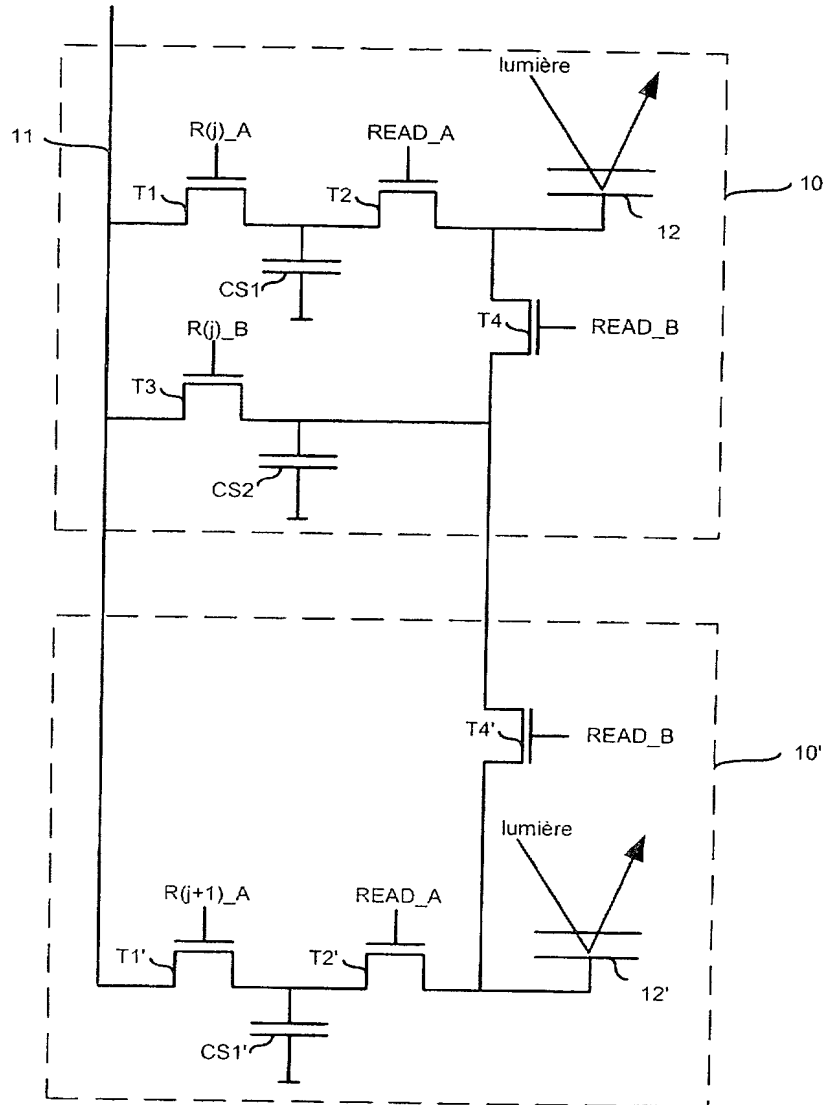 lumière
11
R(j)_A
READ_A
10
T1
T2
12
CS1
R(j)_B
T4
READ_B
T3
CS2
T4'
READ_B
10'
lumière
R(j+1)_A
READ_A
T1'
T2'
12'
CS1'